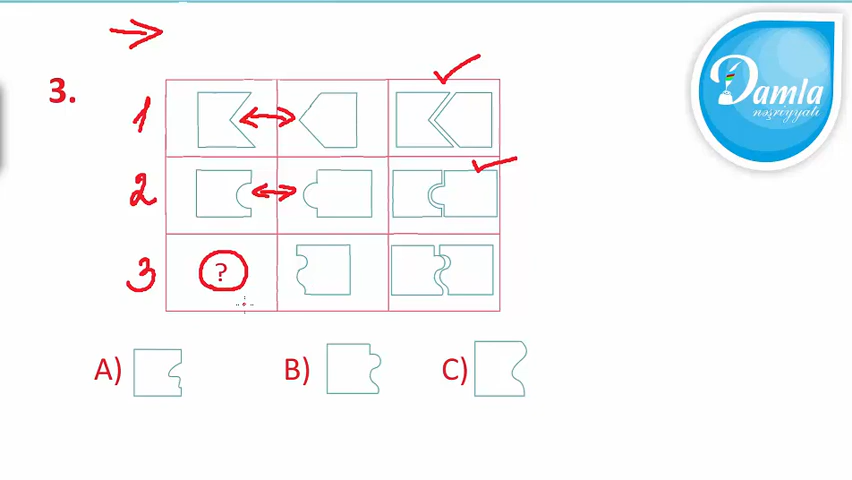 3.
1
2
3
?
A)
B)
C)
Damla
nəşriyyatı